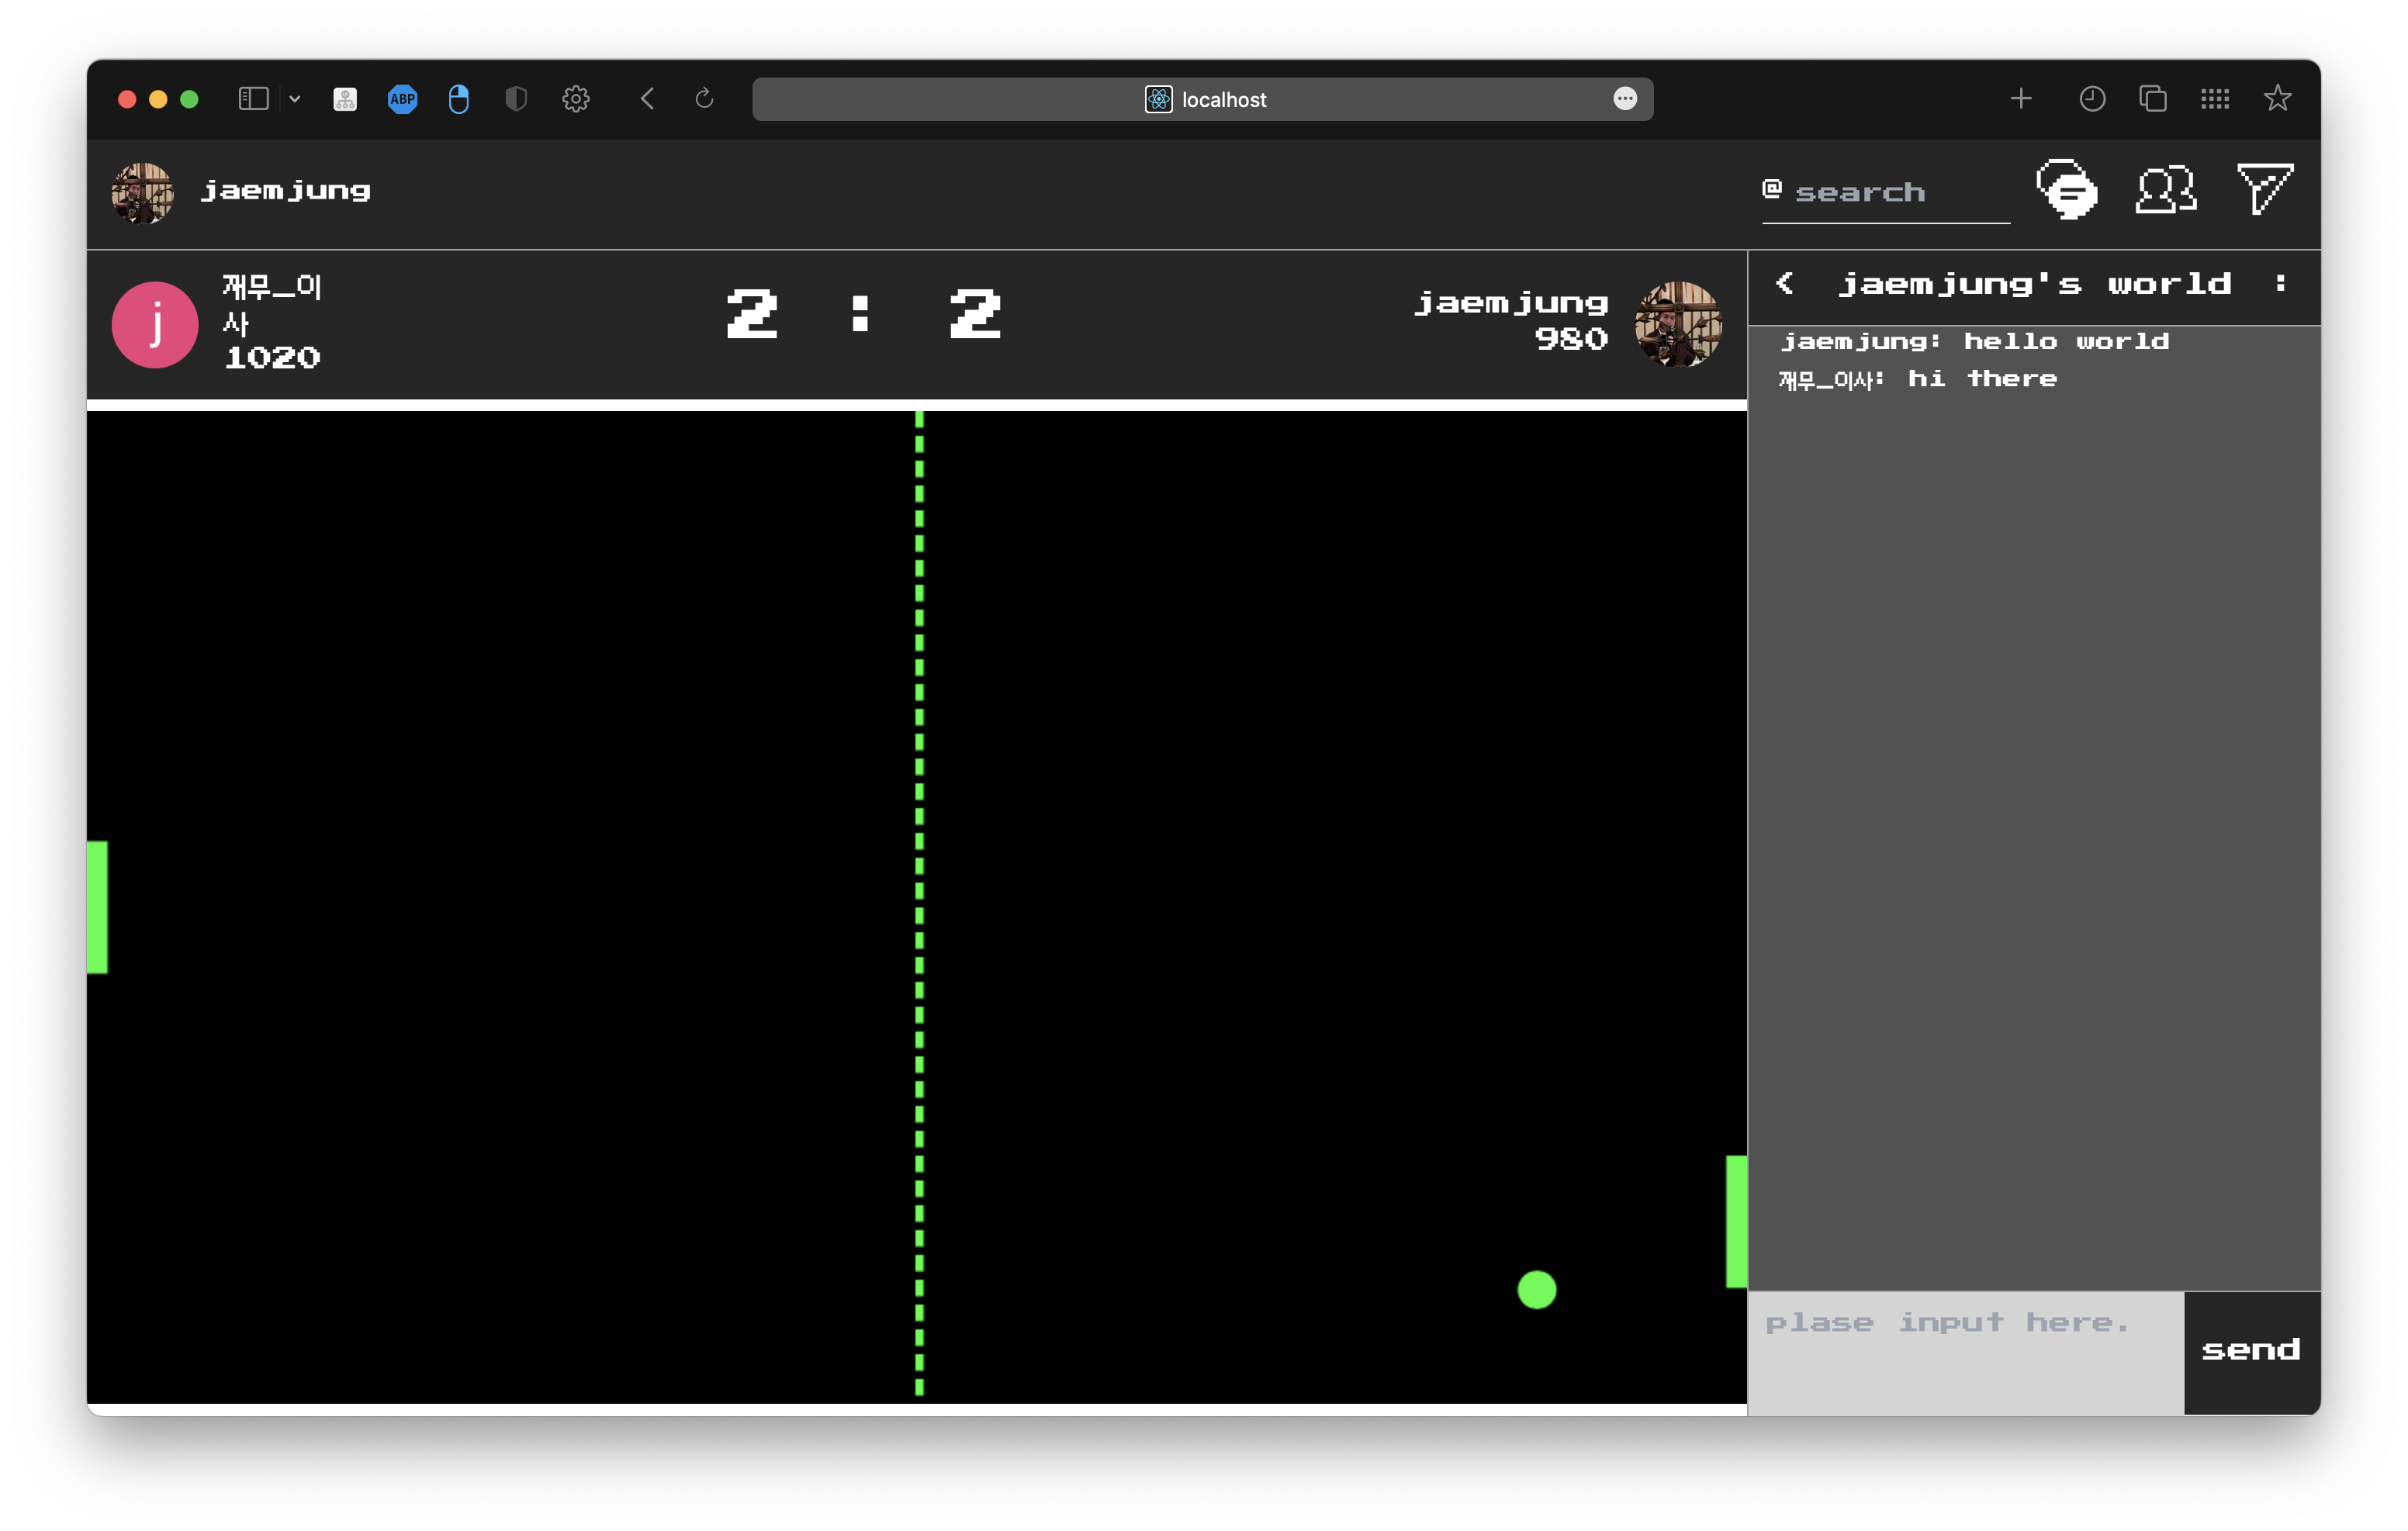 ABP
localhost
jaemjung
@ search
j
재무_이
사
1020
2 : 2
jaemjung
980
< jaemjung's world :
jaemjung: hello world
재무_이사: hi there
plase input here.
send